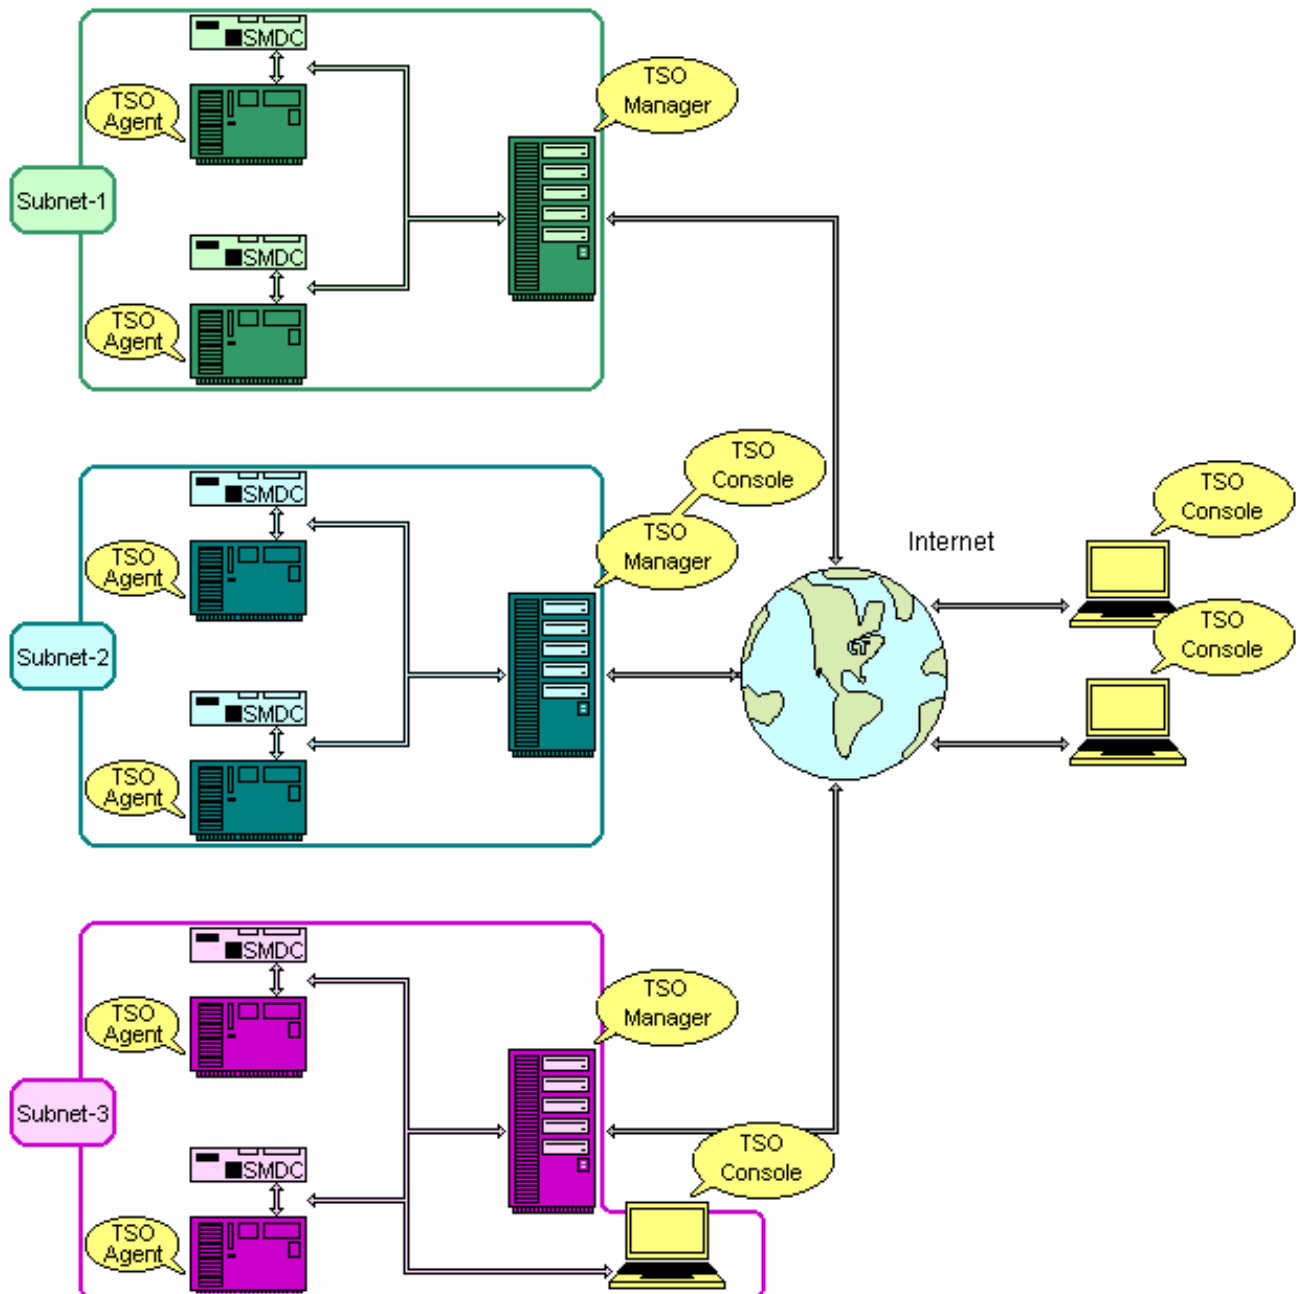 SMDC
TSO
Manager
TSO
Agent
Subnet-1
SMDC
TSO
Agent
TSO
Console
SMDC
TSO
Console
TSO
Manager
Internet
TSO
Agent
TSO
Console
Subnet-2
SMDC
TSO
Agent
SMDC
TSO
Manager
TSO
Agent
Subnet-3
TSO
Console
SMDC
TSO
Agent